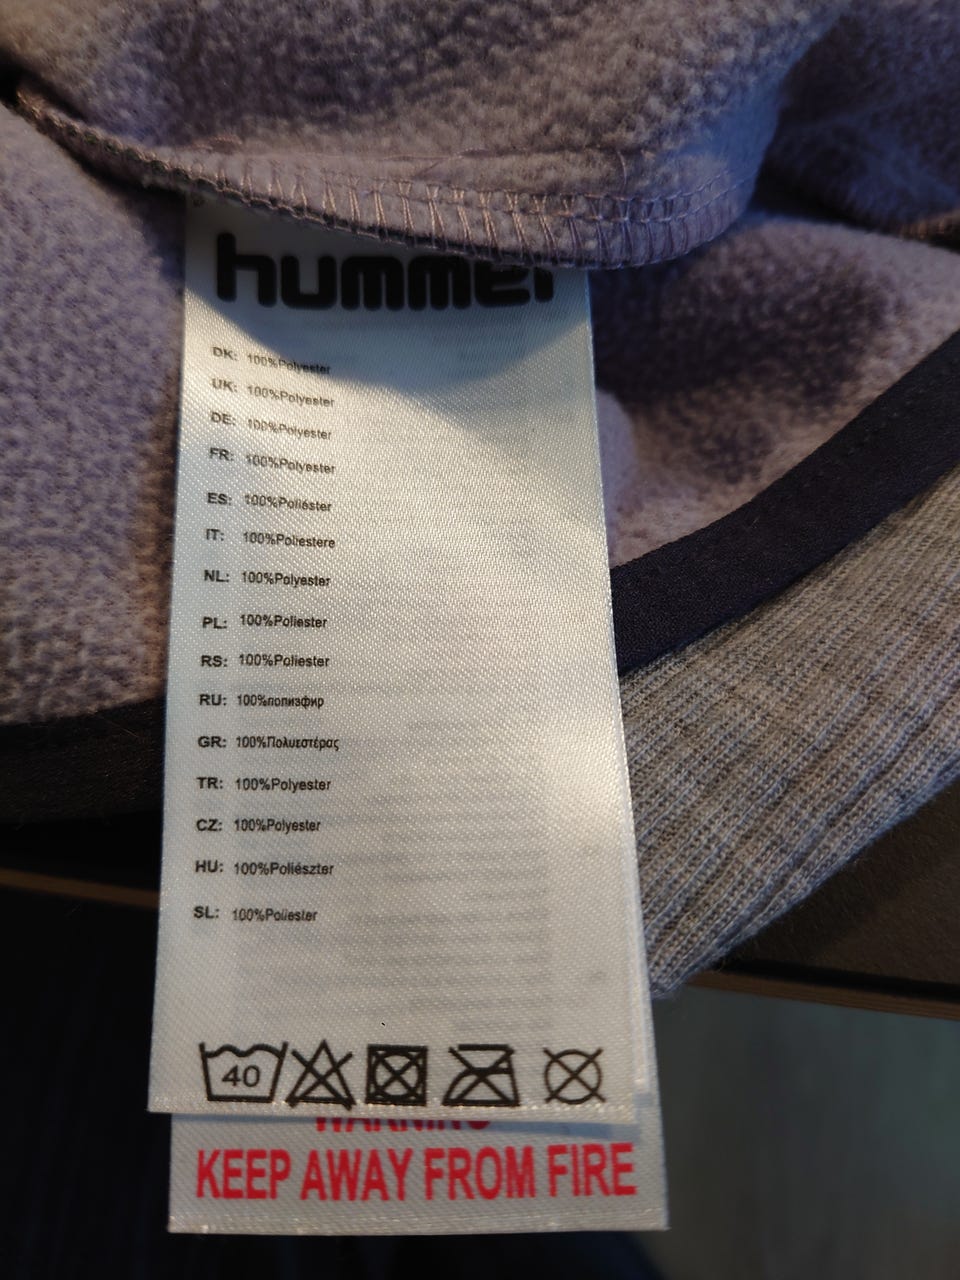 hummel
DK: 100%Polyester
UK: 100%Polyester
DE: 100%Polyester
FR: 100%Polyester
ES: 100%Poliéster
IT: 100%Poliestere
NL: 100%Polyester
PL: 100%Poliester
RS: 100%Poliester
RU: 100%полиэфир
GR: 100%Πολυεστέρας
TR: 100%Polyester
CZ: 100%Polyester
HU: 100%Poliészter
SL: 100%Poliester
40
WARNING
KEEP AWAY FROM FIRE